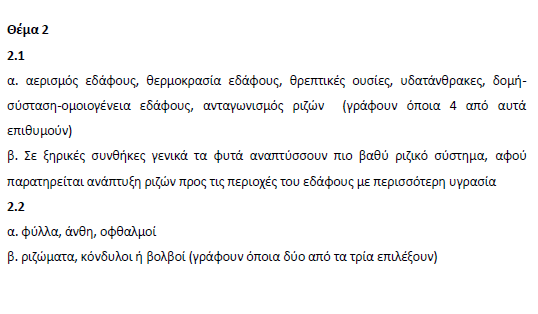 Θέμα 2
2.1
α. αερισμός εδάφους, θερμοκρασία εδάφους, θρεπτικές ουσίες, υδατάνθρακες, δομή-
σύσταση-ομοιογένεια εδάφους, ανταγωνισμός ριζών (γράφουν όποια 4 από αυτά
επιθυμούν)
β. Σε ξηρικές συνθήκες γενικά τα φυτά αναπτύσσουν πιο βαθύ ριζικό σύστημα, αφού
παρατηρείται ανάπτυξη ριζών προς τις περιοχές του εδάφους με περισσότερη υγρασία
2.2
α. φύλλα, άνθη, οφθαλμοί
β. ριζώματα, κόνδυλοι ή βολβοί (γράφουν όποια δύο από τα τρία επιλέξουν)